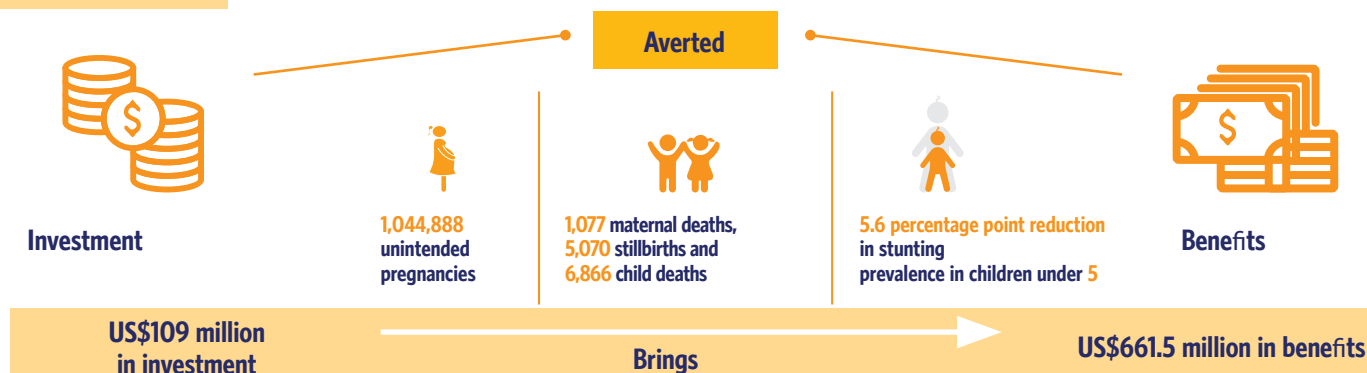 Averted
$
$
Investment
1,044,888
unintended
pregnancies
1,077 maternal deaths,
5,070 stillbirths and
6,866 child deaths
5.6 percentage point reduction
in stunting
prevalence in children under 5
Benefits
US$109 million
in investment
Brings
US$661.5 million in benefits